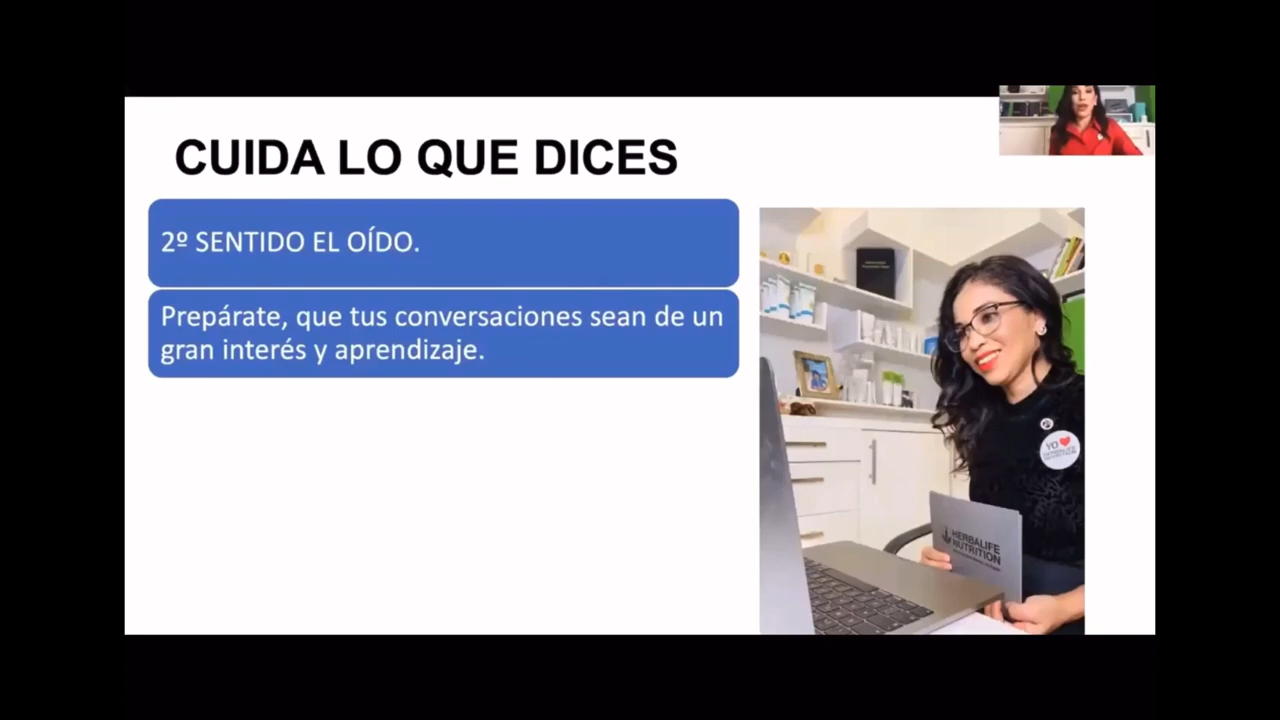 CUIDA LO QUE DICES
2º SENTIDO EL OÍDO.
Prepárate, que tus conversaciones sean de un
gran interés y aprendizaje.
YO
HERBALIFE
NUTRITION